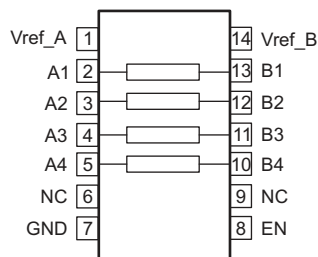 Vref_A 1 14 Vref_B
A1 2 13 B1
A2 3 12 B2
A3 4 11 B3
A4 5 10 B4
NC 6 9 NC
GND 7 8 EN